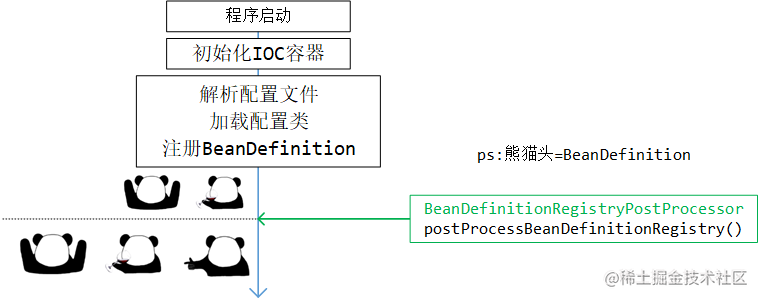 程序启动
初始化IOC容器
解析配置文件
加载配置类
注册BeanDefinition
ps:熊猫头=BeanDefinition
BeanDefinitionRegistryPostProcessor
postProcessBeanDefinitionRegistry()
@稀土掘金技术社区